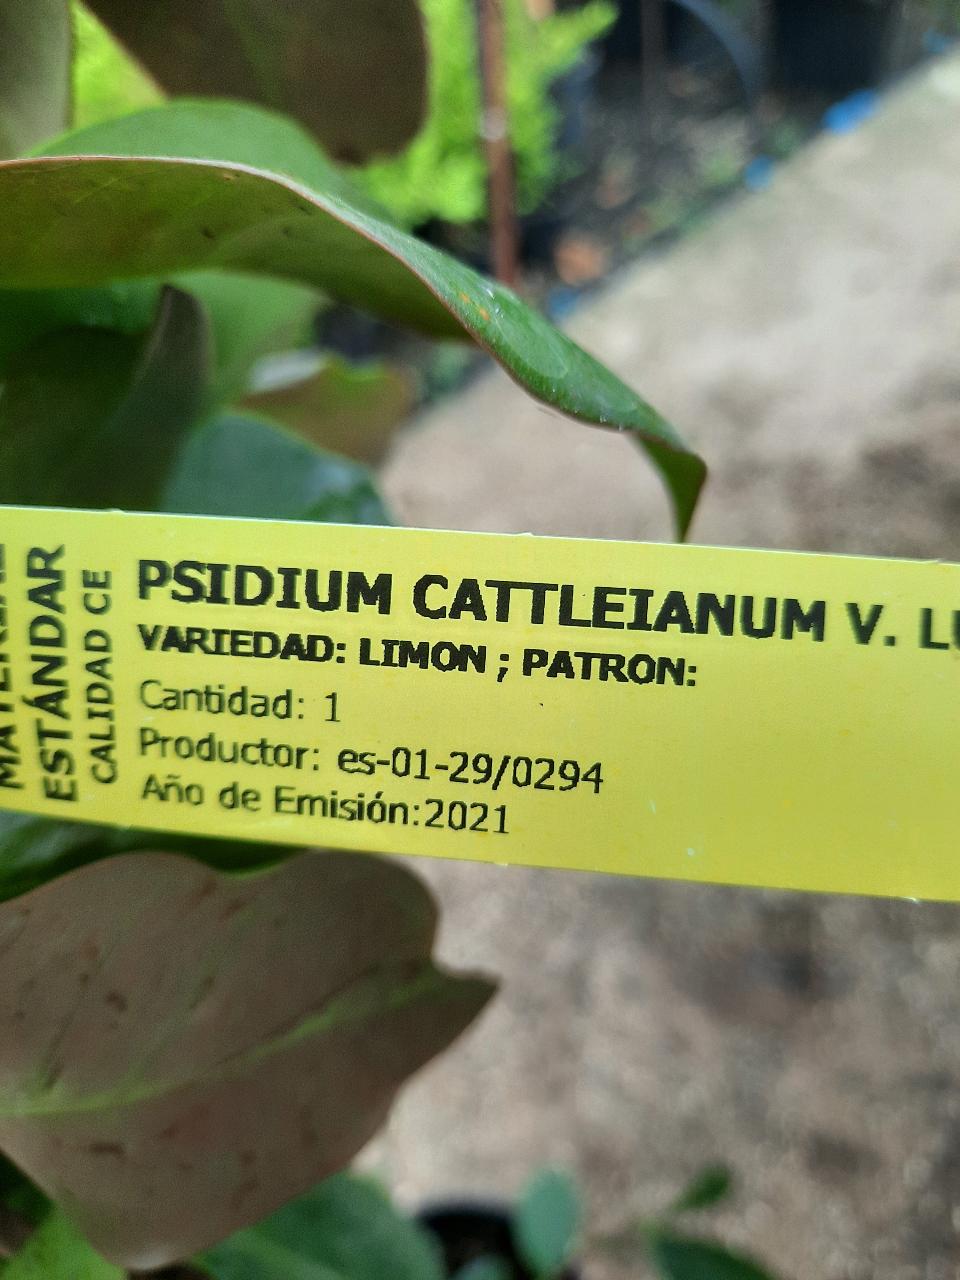 ESTÁNDAR
CALIDAD CE
PSIDIUM CATTLEIANUM V. LU
VARIEDAD: LIMON ; PATRON:
Cantidad: 1
Productor: es-01-29/0294
Año de Emisión:2021